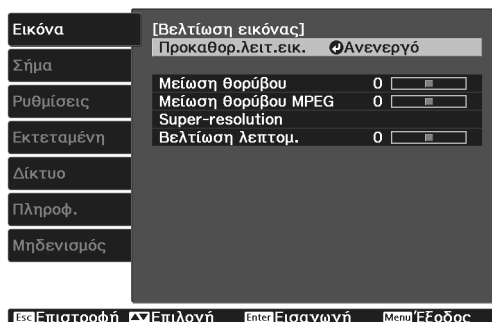 Εικόνα
Σήμα
Ρυθμίσεις
Εκτεταμένη
Δίκτυο
Πληροφ.
Μηδενισμός
[Βελτίωση εικόνας]
Προκαθορ.λειτ.εικ. Ανενεργό
Μείωση θορύβου 0
Μείωση θορύβου MPEG 0
Super-resolution
Βελτίωση λεπτομ. 0
Esc Επιστροφή Επιλογή Enter Εισαγωγή Menu Έξοδος